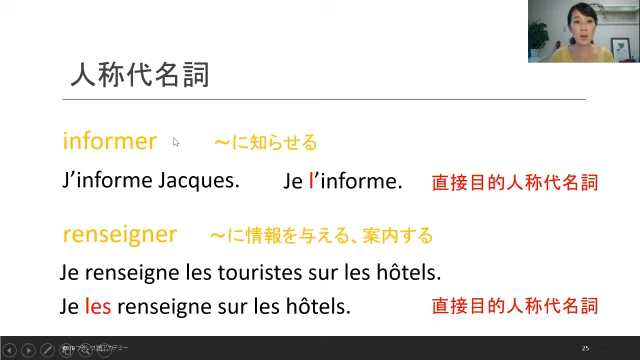 人称代名詞
informer ～に知らせる
J’informe Jacques. Je l’informe. 直接目的人称代名詞
renseigner ～に情報を与える、案内する
Je renseigne les touristes sur les hôtels.
Je les renseigne sur les hôtels. 直接目的人称代名詞
25